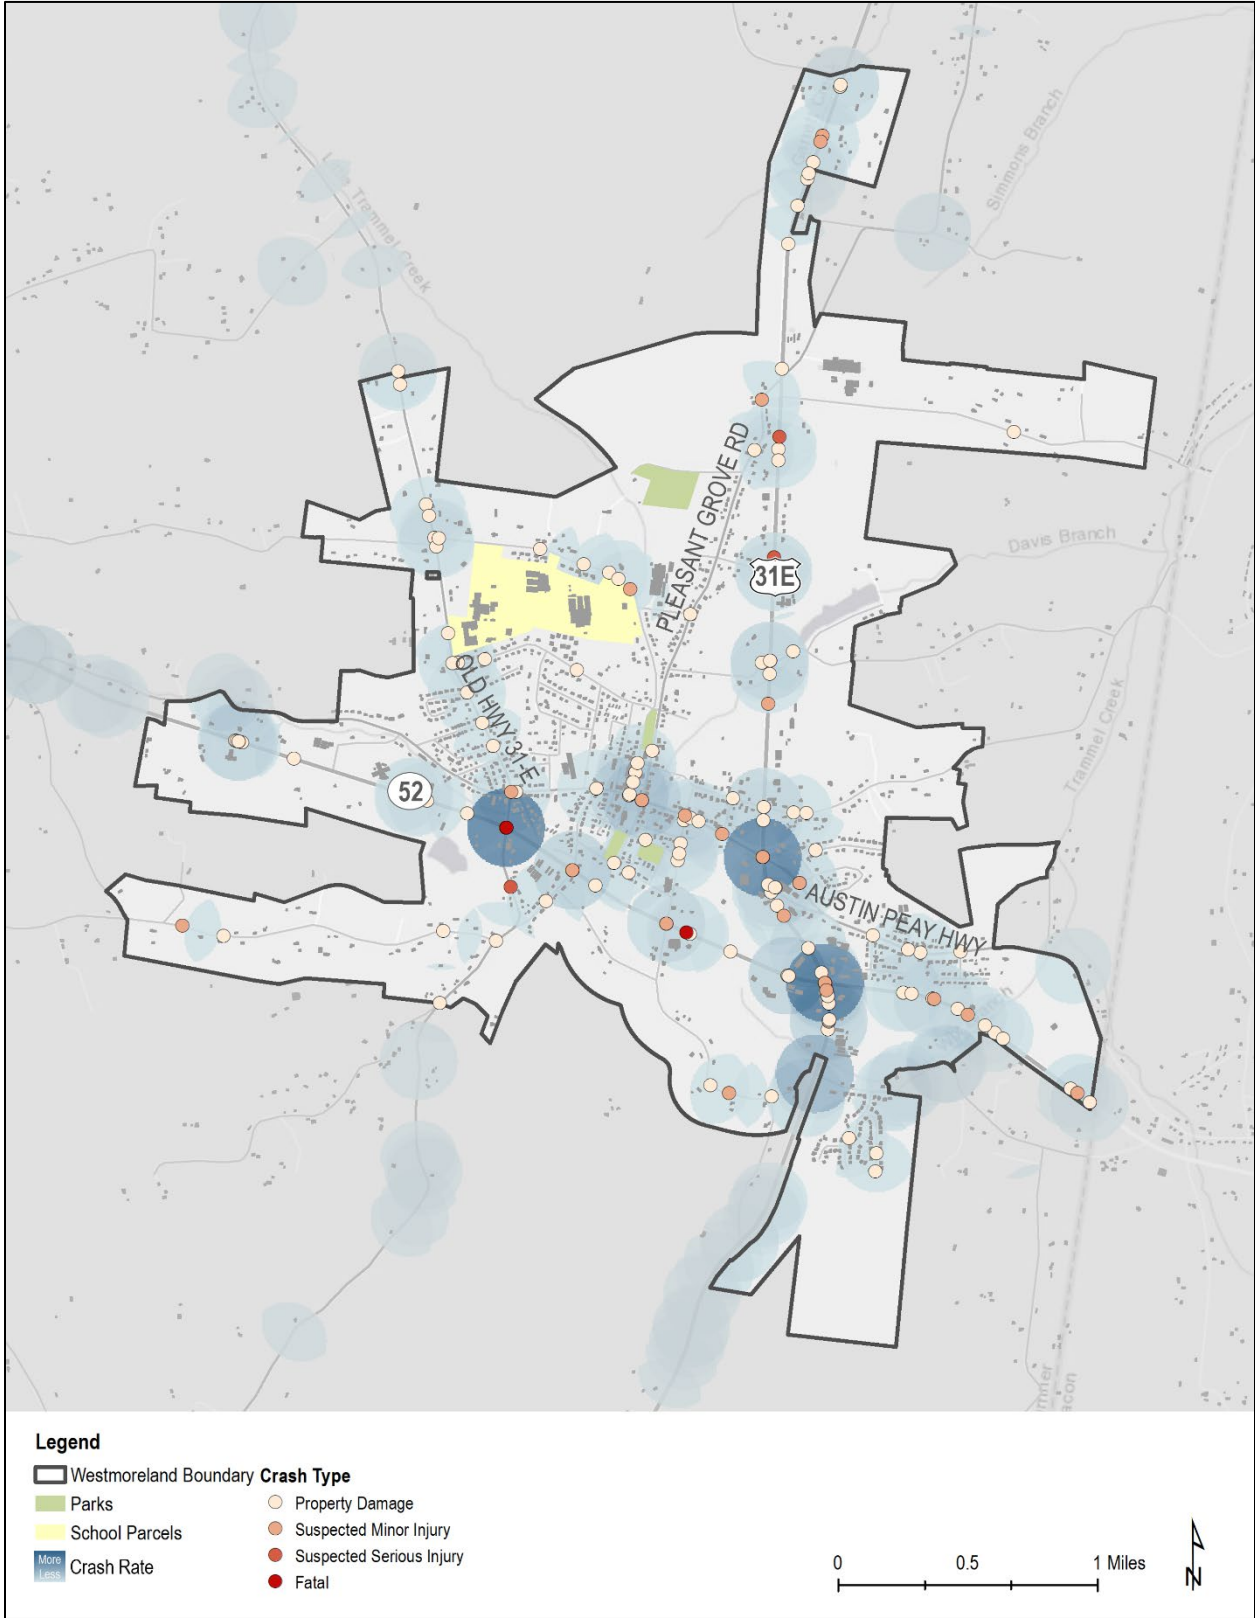 Simmons Branch
Trammel Creek
PLEASANT GROVE RD
Davis Branch
31E
OLD HWY 31-E
Trammel Creek
52
AUSTIN PEAY HWY
Branch
Legend
Westmoreland Boundary
Parks
School Parcels
More
Less
Crash Rate
Crash Type
Property Damage
Suspected Minor Injury
Suspected Serious Injury
Fatal
0 0.5 1 Miles
N